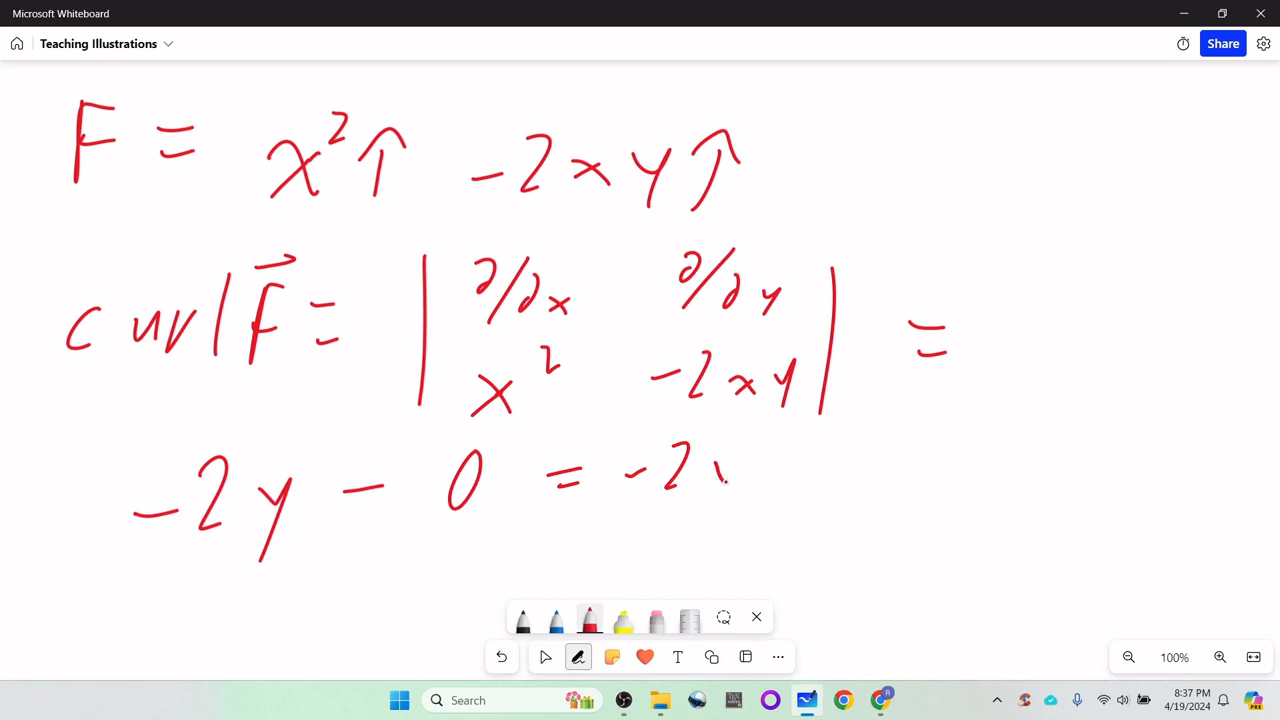 Microsoft Whiteboard
Teaching Illustrations
Share
F = x² î -2xy ĵ
curl F⃗ = | ∂/∂x ∂/∂y | =
| x² -2xy |
-2y - 0 = -2
T
100%
Search
8:37 PM
4/19/2024